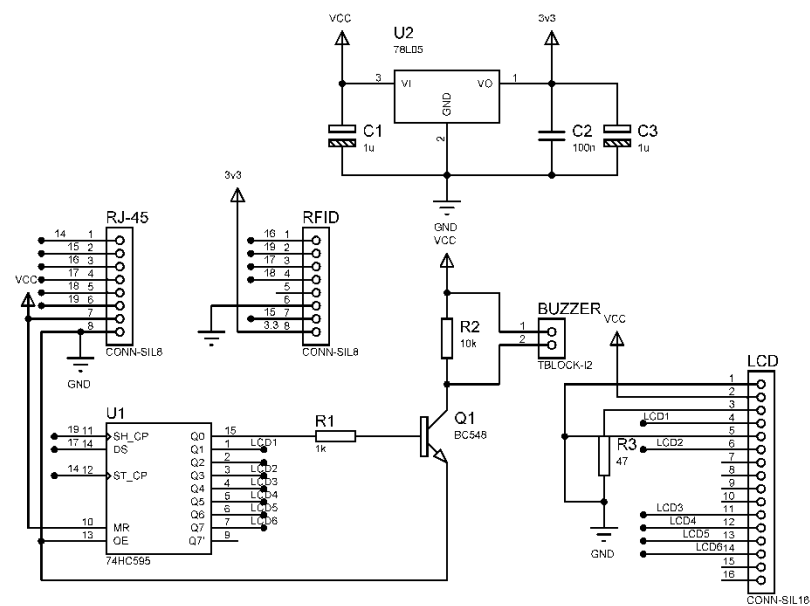 VCC
3v3
U2
78L05
3
VI
VO
1
GND
2
C1
1u
C2
100n
C3
1u
GND
VCC
3v3
RJ-45
14 1
15 2
16 3
17 4
18 5
19 6
7
8
VCC
CONN-SIL8
GND
RFID
16 1
19 2
17 3
18 4
5
6
15 7
3.3 8
CONN-SIL8
R2
10k
BUZZER
1
2
TBLOCK-I2
VCC
LCD
1
2
3
LCD1 4
5
LCD2 6
7
8
9
10
LCD3 11
LCD4 12
LCD5 13
LCD6 14
15
16
CONN-SIL16
R3
47
GND
U1
19 11 SH_CP
17 14 DS
14 12 ST_CP
10 MR
13 OE
Q0 15
Q1 1 LCD1
Q2 2
Q3 3 LCD2
Q4 4 LCD3
Q5 5 LCD4
Q6 6 LCD5
Q7 7 LCD6
Q7' 9
74HC595
R1
1k
Q1
BC548